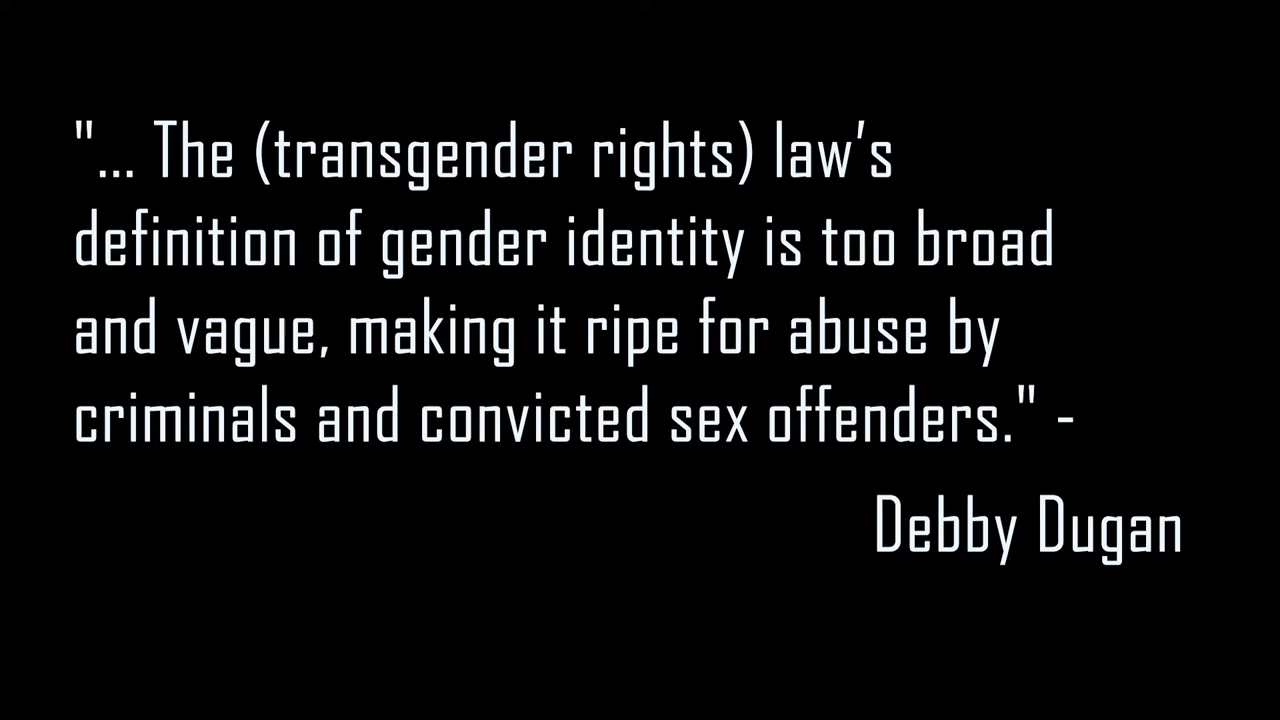 "... The (transgender rights) law’s
definition of gender identity is too broad
and vague, making it ripe for abuse by
criminals and convicted sex offenders." -
Debby Dugan